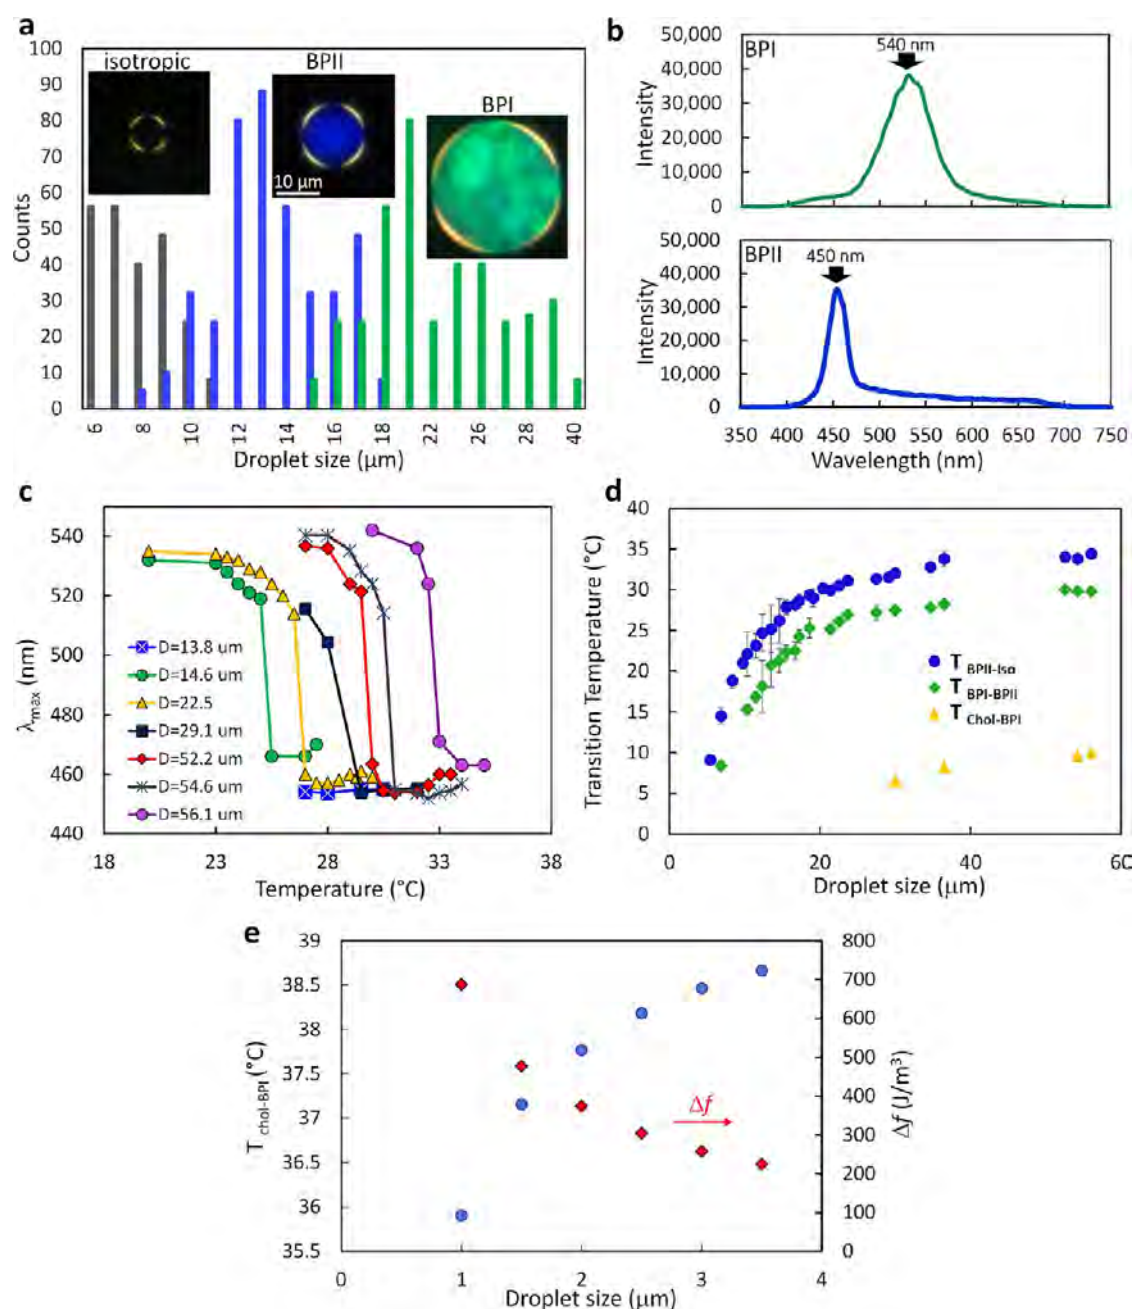 a
100
90
80
70
60
50
40
30
20
10
0
Counts
isotropic
BPII
BPI
10 μm
6 8 10 12 14 16 18 22 26 28 40
Droplet size (μm)
b
50,000
40,000
30,000
20,000
10,000
0
Intensity
BPI
540 nm
50,000
40,000
30,000
20,000
10,000
0
Intensity
BPII
450 nm
350 400 450 500 550 600 650 700 750
Wavelength (nm)
c
540
520
500
480
460
440
λmax (nm)
D=13.8 um
D=14.6 um
D=22.5
D=29.1 um
D=52.2 um
D=54.6 um
D=56.1 um
18 23 28 33 38
Temperature (°C)
d
40
35
30
25
20
15
10
5
0
Transition Temperature (°C)
T BPII-Iso
T BPI-BPII
T Chol-BPI
0 20 40 60
Droplet size (μm)
e
39
38.5
38
37.5
37
36.5
36
35.5
T chol-BPI (°C)
800
700
600
500
400
300
200
100
0
Δf (J/m³)
Δf
0 1 2 3 4
Droplet size (μm)